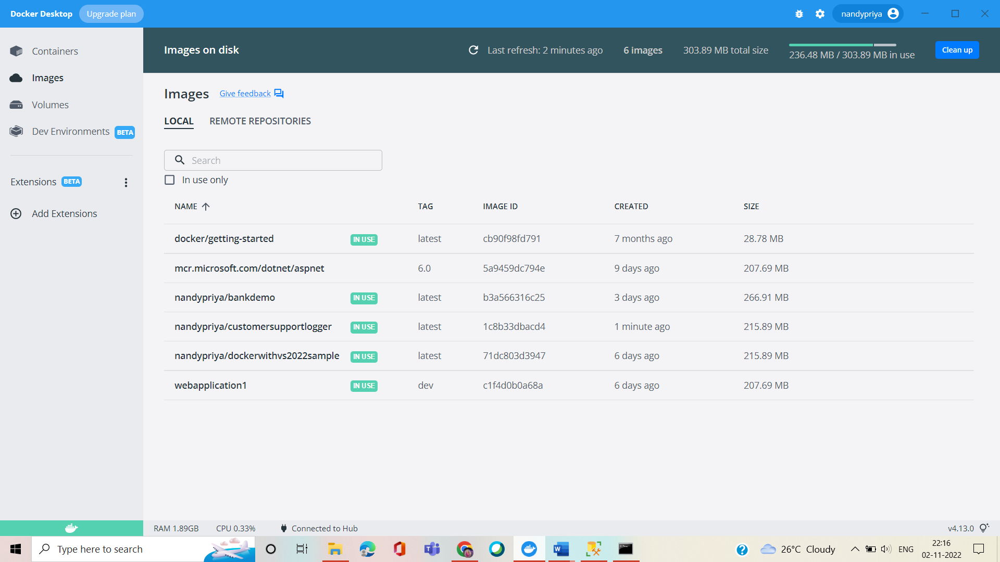 Docker Desktop Upgrade plan nandypriya
Containers
Images
Volumes
Dev Environments BETA
Extensions BETA
Add Extensions
Images on disk Last refresh: 2 minutes ago 6 images 303.89 MB total size 236.48 MB / 303.89 MB in use Clean up
Images Give feedback
LOCAL REMOTE REPOSITORIES
Search
In use only
NAME TAG IMAGE ID CREATED SIZE
docker/getting-started IN USE latest cb90f98fd791 7 months ago 28.78 MB
mcr.microsoft.com/dotnet/aspnet 6.0 5a9459dc794e 9 days ago 207.69 MB
nandypriya/bankdemo IN USE latest b3a566316c25 3 days ago 266.91 MB
nandypriya/customersupportlogger IN USE latest 1c8b33dbacd4 1 minute ago 215.89 MB
nandypriya/dockerwithvs2022sample IN USE latest 71dc803d3947 6 days ago 215.89 MB
webapplication1 IN USE dev c1f4d0b0a68a 6 days ago 207.69 MB
RAM 1.89GB CPU 0.33% Connected to Hub v4.13.0
Type here to search 26°C Cloudy ENG 22:16
02-11-2022